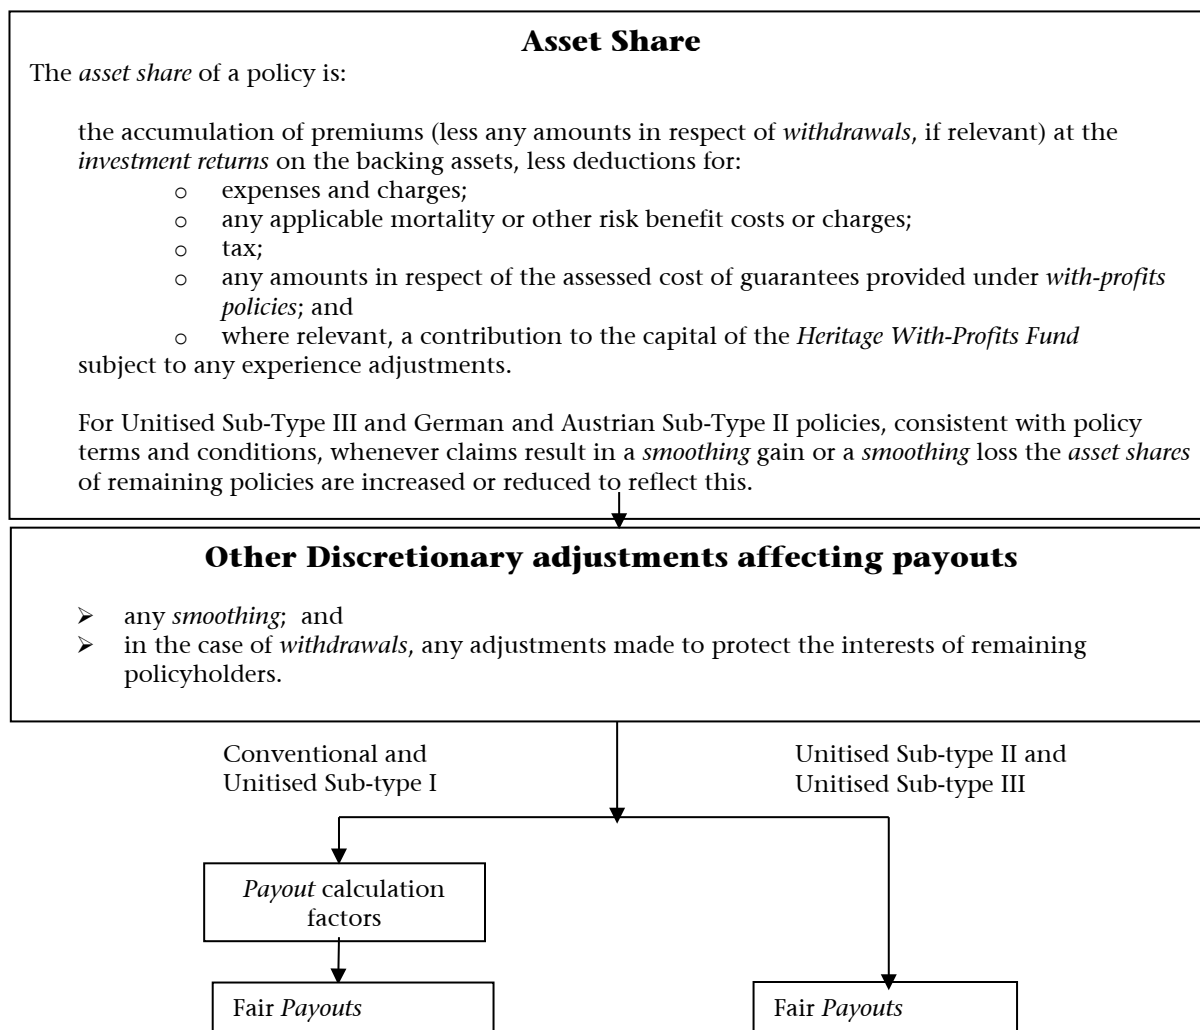 Asset Share
The asset share of a policy is:
the accumulation of premiums (less any amounts in respect of withdrawals, if relevant) at the
investment returns on the backing assets, less deductions for:
o expenses and charges;
o any applicable mortality or other risk benefit costs or charges;
o tax;
o any amounts in respect of the assessed cost of guarantees provided under with-profits
policies; and
o where relevant, a contribution to the capital of the Heritage With-Profits Fund
subject to any experience adjustments.
For Unitised Sub-Type III and German and Austrian Sub-Type II policies, consistent with policy
terms and conditions, whenever claims result in a smoothing gain or a smoothing loss the asset shares
of remaining policies are increased or reduced to reflect this.
Other Discretionary adjustments affecting payouts
➢ any smoothing; and
➢ in the case of withdrawals, any adjustments made to protect the interests of remaining
policyholders.
Conventional and
Unitised Sub-type I
Unitised Sub-type II and
Unitised Sub-type III
Payout calculation
factors
Fair Payouts
Fair Payouts